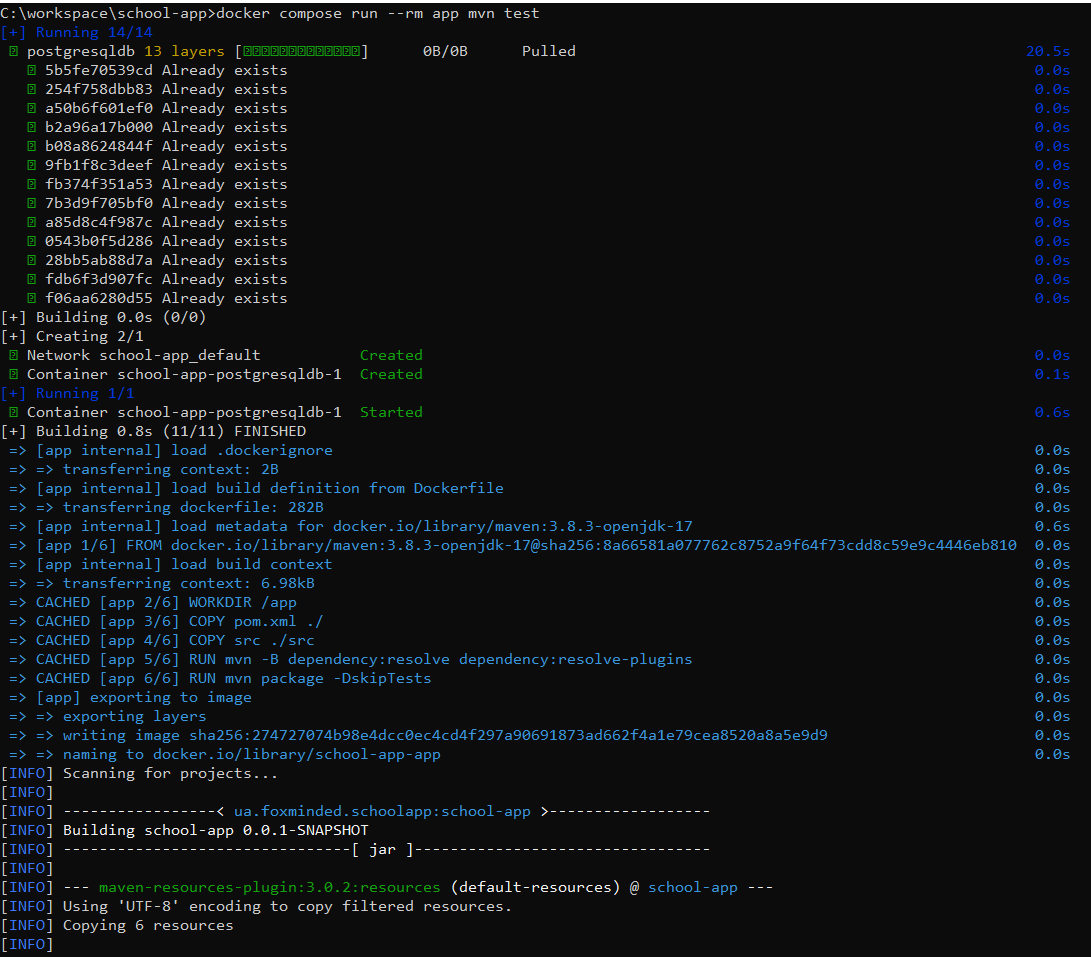 C:\workspace\school-app>docker compose run --rm app mvn test
[+] Running 14/14
postgresqldb 13 layers [] 0B/0B Pulled 20.5s
5b5fe70539cd Already exists 0.0s
254f758dbb83 Already exists 0.0s
a50b6f601ef0 Already exists 0.0s
b2a96a17b000 Already exists 0.0s
b08a8624844f Already exists 0.0s
9fb1f8c3deef Already exists 0.0s
fb374f351a53 Already exists 0.0s
7b3d9f705bf0 Already exists 0.0s
a85d8c4f987c Already exists 0.0s
0543b0f5d286 Already exists 0.0s
28bb5ab88d7a Already exists 0.0s
fdb6f3d907fc Already exists 0.0s
f06aa6280d55 Already exists 0.0s
[+] Building 0.0s (0/0)
[+] Creating 2/1
Network school-app_default Created 0.0s
Container school-app-postgresqldb-1 Created 0.1s
[+] Running 1/1
Container school-app-postgresqldb-1 Started 0.6s
[+] Building 0.8s (11/11) FINISHED
=> [app internal] load .dockerignore 0.0s
=> => transferring context: 2B 0.0s
=> [app internal] load build definition from Dockerfile 0.0s
=> => transferring dockerfile: 282B 0.0s
=> [app internal] load metadata for docker.io/library/maven:3.8.3-openjdk-17 0.6s
=> [app 1/6] FROM docker.io/library/maven:3.8.3-openjdk-17@sha256:8a66581a077762c8752a9f64f73cdd8c59e9c4446eb810 0.0s
=> [app internal] load build context 0.0s
=> => transferring context: 6.98kB 0.0s
=> CACHED [app 2/6] WORKDIR /app 0.0s
=> CACHED [app 3/6] COPY pom.xml ./ 0.0s
=> CACHED [app 4/6] COPY src ./src 0.0s
=> CACHED [app 5/6] RUN mvn -B dependency:resolve dependency:resolve-plugins 0.0s
=> CACHED [app 6/6] RUN mvn package -DskipTests 0.0s
=> [app] exporting to image 0.0s
=> => exporting layers 0.0s
=> => writing image sha256:274727074b98e4dcc0ec4cd4f297a90691873ad662f4a1e79cea8520a8a5e9d9 0.0s
=> => naming to docker.io/library/school-app-app 0.0s
[INFO] Scanning for projects...
[INFO]
[INFO] -----------------< ua.foxminded.schoolapp:school-app >------------------
[INFO] Building school-app 0.0.1-SNAPSHOT
[INFO] --------------------------------[ jar ]---------------------------------
[INFO]
[INFO] --- maven-resources-plugin:3.0.2:resources (default-resources) @ school-app ---
[INFO] Using 'UTF-8' encoding to copy filtered resources.
[INFO] Copying 6 resources
[INFO]